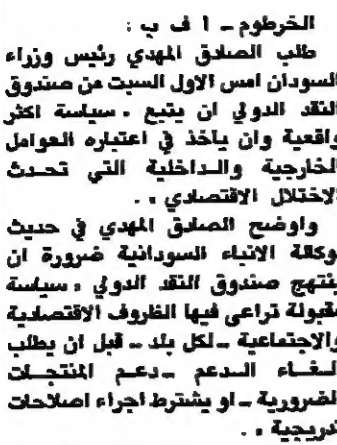 الخرطوم - ا ف ب :
طلب الصادق المهدي رئيس وزراء
السودان امس الاول السبت من صندوق
النقد الدولي ان يتبع « سياسة اكثر
واقعية وان ياخذ في اعتباره العوامل
الخارجية والداخلية التي تحدث
الاختلال الاقتصادي » .
واوضح الصادق المهدي في حديث
لوكالة الانباء السودانية ضرورة ان
ينتهج صندوق النقد الدولي « سياسة
مقبولة تراعى فيها الظروف الاقتصادية
والاجتماعية - لكل بلد - قبل ان يطلب
الغاء الدعم - دعم المنتجات
الضرورية - او يشترط اجراء اصلاحات
تدريجية » .